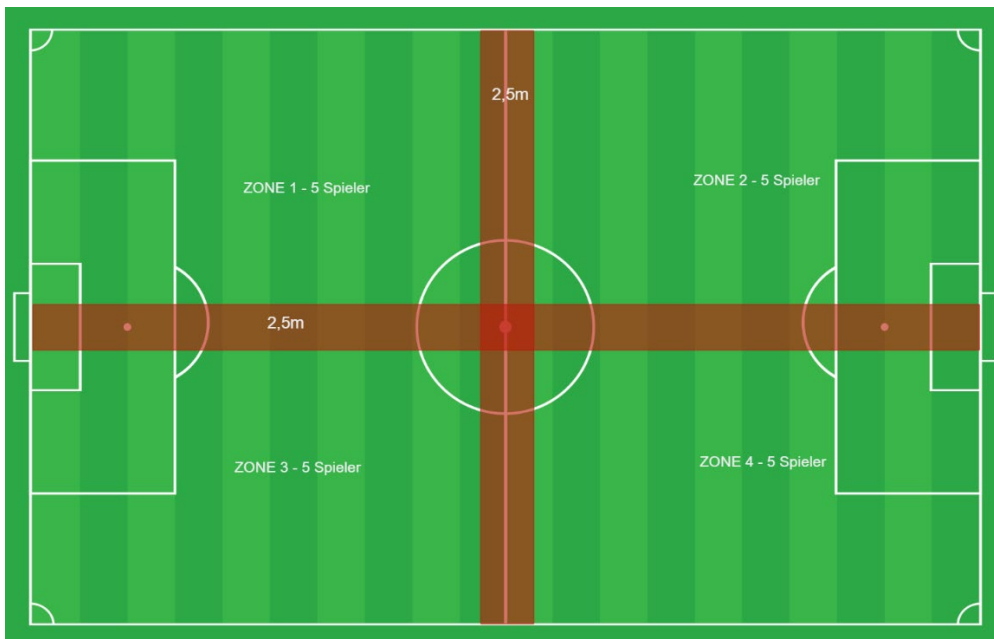 2,5m
ZONE 1 - 5 Spieler
ZONE 2 - 5 Spieler
2,5m
ZONE 3 - 5 Spieler
ZONE 4 - 5 Spieler